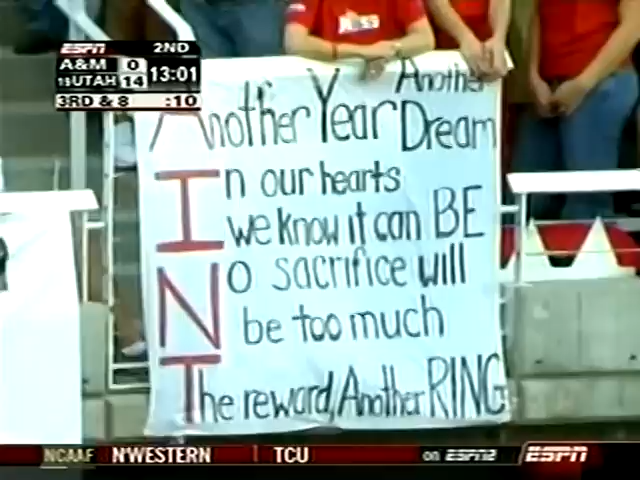 ESPN 2ND
A&M 0
15 UTAH 14 13:01
3RD & 8 :10
Another Year Another Dream
In our hearts
we know it can BE
No sacrifice will
be too much
The reward, Another RING
NCAAF NWESTERN TCU on ESPN2 ESPN